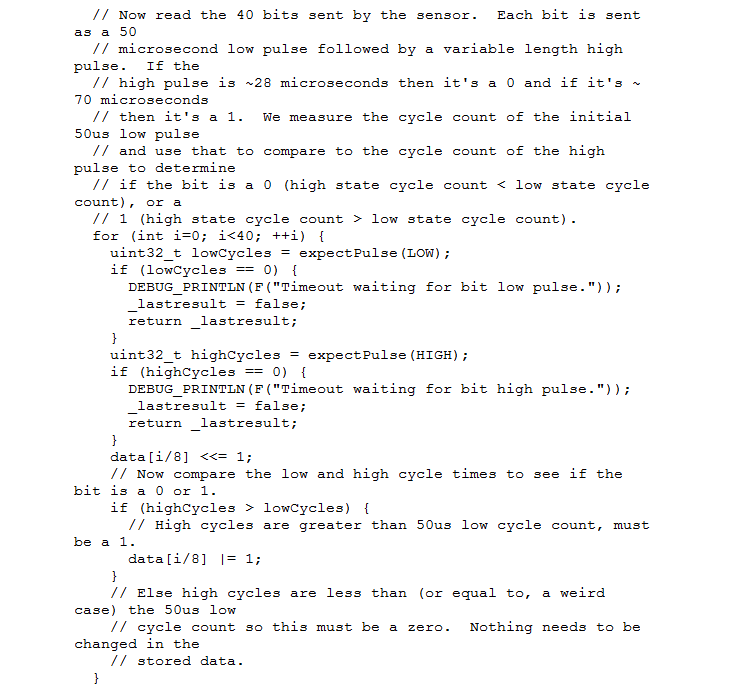 // Now read the 40 bits sent by the sensor.  Each bit is sent
as a 50
  // microsecond low pulse followed by a variable length high
pulse.  If the
  // high pulse is ~28 microseconds then it's a 0 and if it's ~
70 microseconds
  // then it's a 1.  We measure the cycle count of the initial
50us low pulse
  // and use that to compare to the cycle count of the high
pulse to determine
  // if the bit is a 0 (high state cycle count < low state cycle
count), or a
  // 1 (high state cycle count > low state cycle count).
  for (int i=0; i<40; ++i) {
    uint32_t lowCycles = expectPulse(LOW);
    if (lowCycles == 0) {
      DEBUG_PRINTLN(F("Timeout waiting for bit low pulse."));
      _lastresult = false;
      return _lastresult;
    }
    uint32_t highCycles = expectPulse(HIGH);
    if (highCycles == 0) {
      DEBUG_PRINTLN(F("Timeout waiting for bit high pulse."));
      _lastresult = false;
      return _lastresult;
    }
    data[i/8] <<= 1;
    // Now compare the low and high cycle times to see if the
bit is a 0 or 1.
    if (highCycles > lowCycles) {
      // High cycles are greater than 50us low cycle count, must
be a 1.
      data[i/8] |= 1;
    }
    // Else high cycles are less than (or equal to, a weird
case) the 50us low
    // cycle count so this must be a zero.  Nothing needs to be
changed in the
    // stored data.
  }